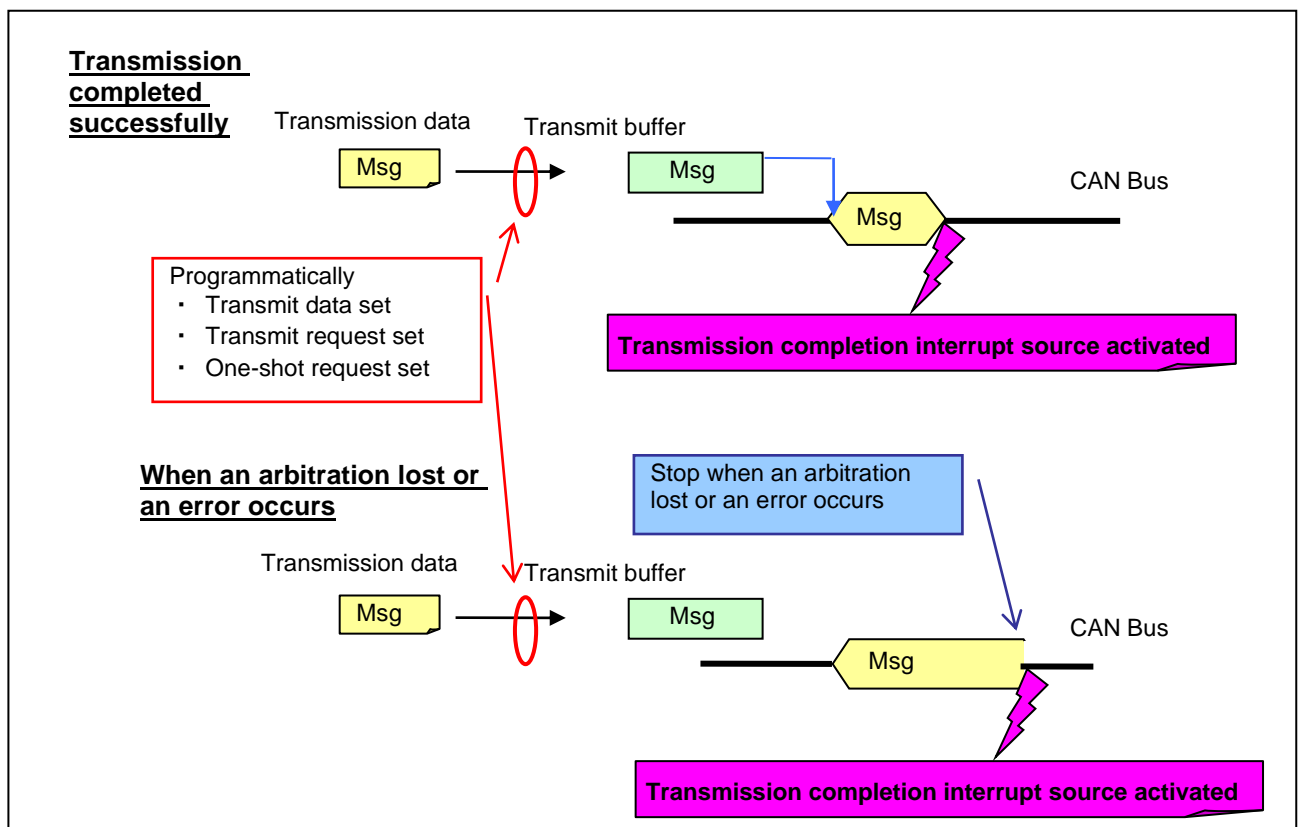 Transmission
completed
successfully
Transmission data
Transmit buffer
Msg
Msg
CAN Bus
Msg
Programmatically
・ Transmit data set
・ Transmit request set
・ One-shot request set
Transmission completion interrupt source activated
When an arbitration lost or
an error occurs
Stop when an arbitration
lost or an error occurs
Transmission data
Transmit buffer
Msg
Msg
CAN Bus
Msg
Transmission completion interrupt source activated